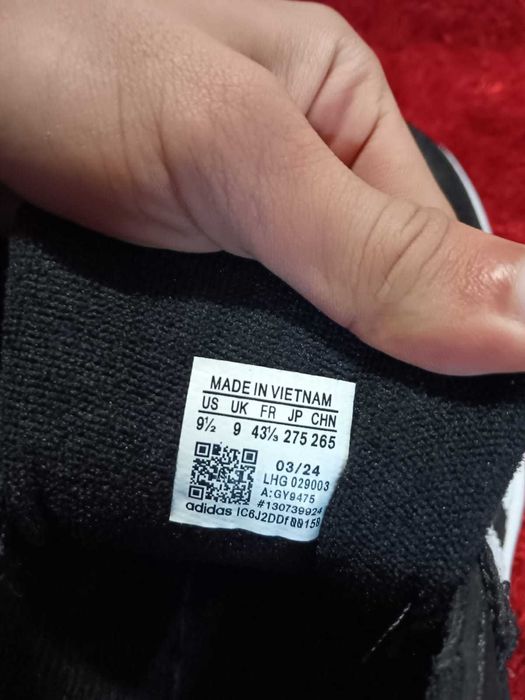 MADE IN VIETNAM
US UK FR JP CHN
9½ 9 43⅓ 275 265
03/24
LHG 029003
A:GY9475
#130739924
adidas